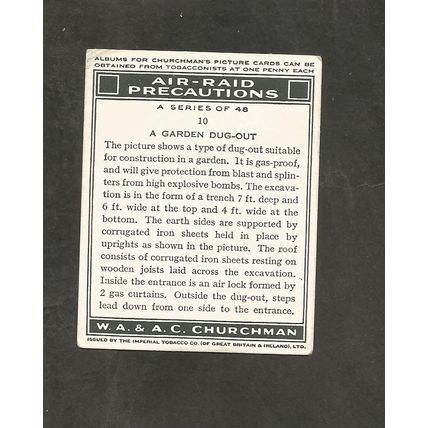 ALBUMS FOR CHURCHMAN'S PICTURE CARDS CAN BE
OBTAINED FROM TOBACCONISTS AT ONE PENNY EACH
AIR-RAID
PRECAUTIONS
A SERIES OF 48
10
A GARDEN DUG-OUT
The picture shows a type of dug-out suitable
for construction in a garden. It is gas-proof,
and will give protection from blast and splin-
ters from high explosive bombs. The excava-
tion is in the form of a trench 7 ft. deep and
6 ft. wide at the top and 4 ft. wide at the
bottom. The earth sides are supported by
corrugated iron sheets held in place by
uprights as shown in the picture. The roof
consists of corrugated iron sheets resting on
wooden joists laid across the excavation.
Inside the entrance is an air lock formed by
2 gas curtains. Outside the dug-out, steps
lead down from one side to the entrance.
W. A. & A. C. CHURCHMAN
ISSUED BY THE IMPERIAL TOBACCO CO. (OF GREAT BRITAIN & IRELAND), LTD.